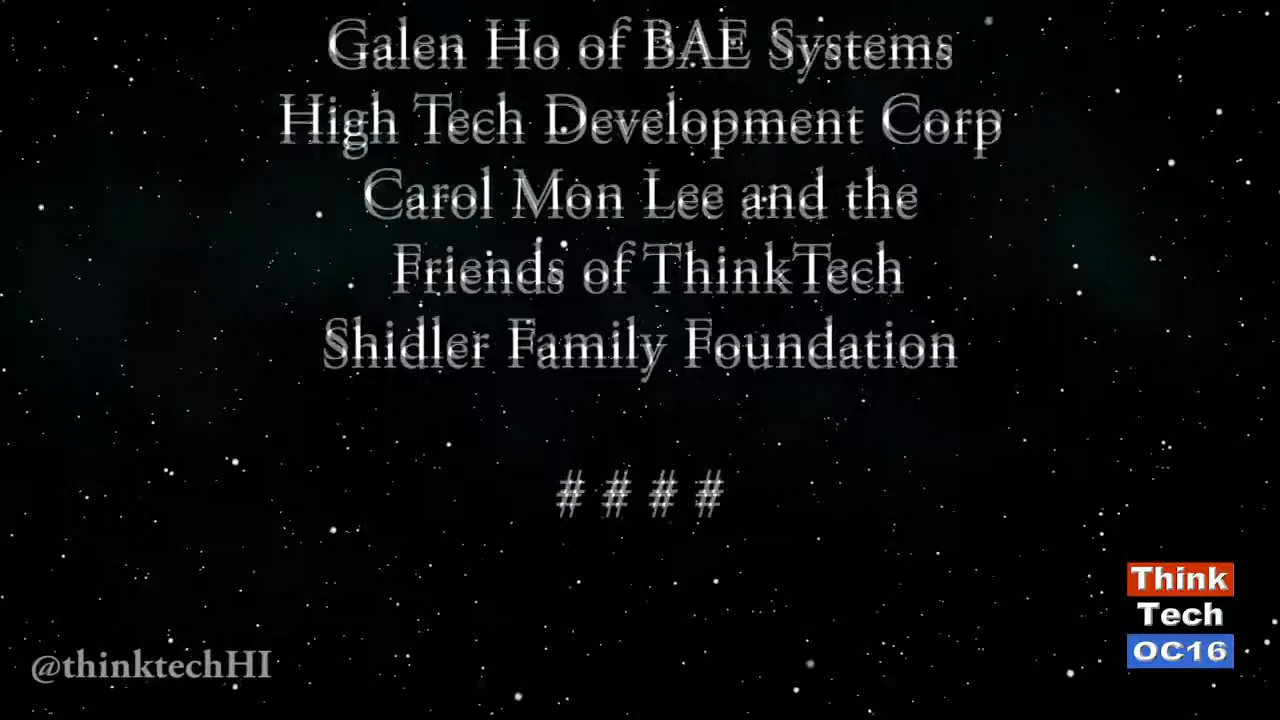 Galen Ho of BAE Systems
High Tech Development Corp
Carol Mon Lee and the
Friends of ThinkTech
Shidler Family Foundation
# # # #
Think
Tech
OC16
@thinktechHI